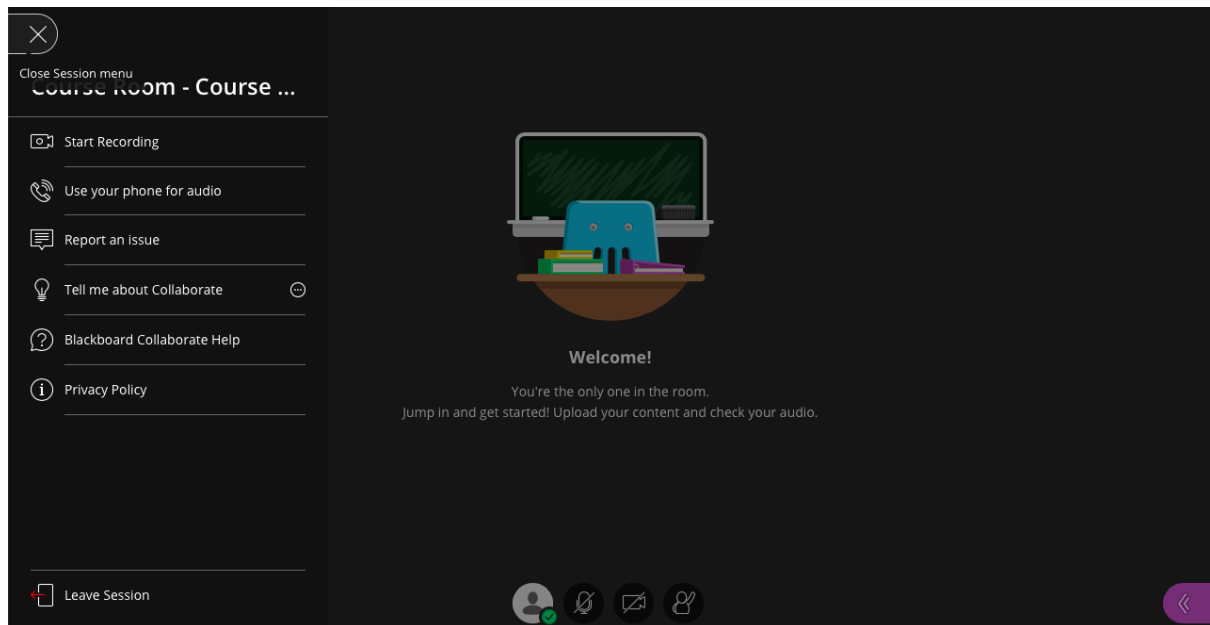 Close Session menu
Course Room - Course ...
Start Recording
Use your phone for audio
Report an issue
Tell me about Collaborate
Blackboard Collaborate Help
Privacy Policy
Leave Session
Welcome!
You're the only one in the room.
Jump in and get started! Upload your content and check your audio.